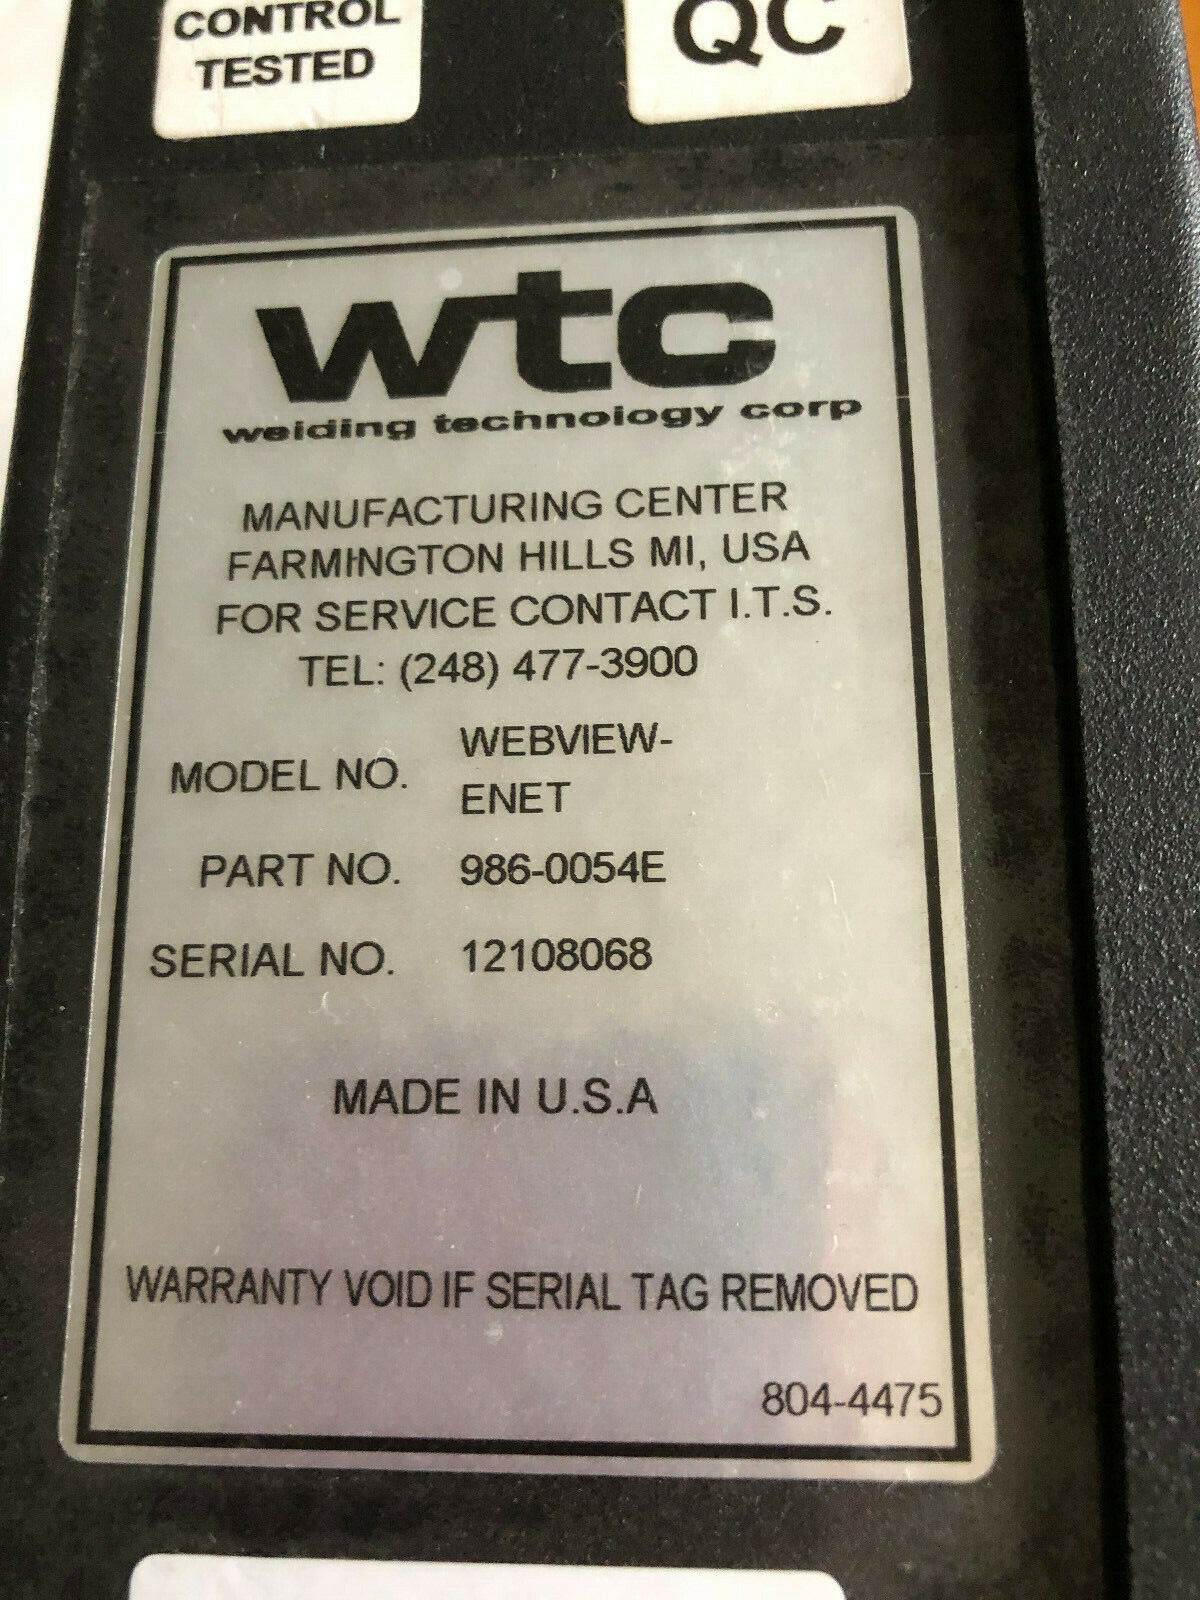 CONTROL
TESTED
QC
wtc
welding technology corp
MANUFACTURING CENTER
FARMINGTON HILLS MI, USA
FOR SERVICE CONTACT I.T.S.
TEL: (248) 477-3900
MODEL NO. WEBVIEW-
ENET
PART NO. 986-0054E
SERIAL NO. 12108068
MADE IN U.S.A
WARRANTY VOID IF SERIAL TAG REMOVED
804-4475